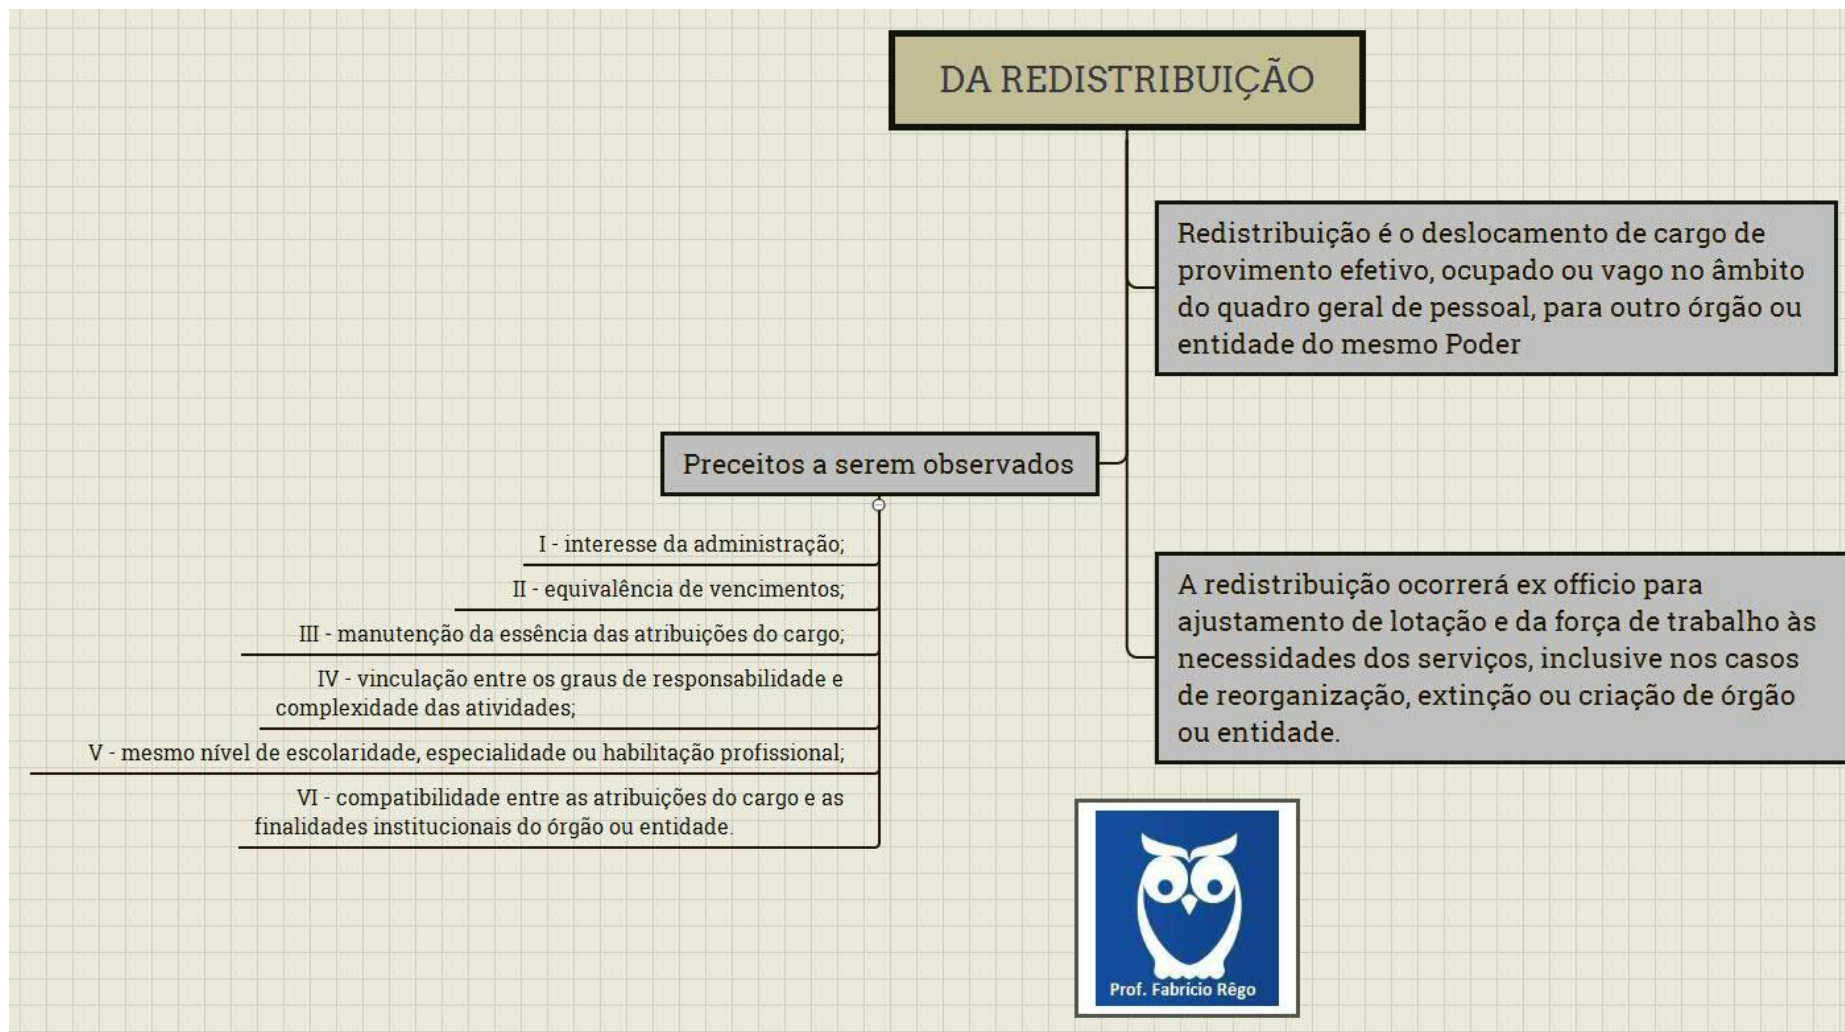 DA REDISTRIBUIÇÃO
Redistribuição é o deslocamento de cargo de
provimento efetivo, ocupado ou vago no âmbito
do quadro geral de pessoal, para outro órgão ou
entidade do mesmo Poder
Preceitos a serem observados
I - interesse da administração;
II - equivalência de vencimentos;
III - manutenção da essência das atribuições do cargo;
IV - vinculação entre os graus de responsabilidade e
complexidade das atividades;
V - mesmo nível de escolaridade, especialidade ou habilitação profissional;
VI - compatibilidade entre as atribuições do cargo e as
finalidades institucionais do órgão ou entidade.
A redistribuição ocorrerá ex officio para
ajustamento de lotação e da força de trabalho às
necessidades dos serviços, inclusive nos casos
de reorganização, extinção ou criação de órgão
ou entidade.
Prof. Fabrício Rêgo